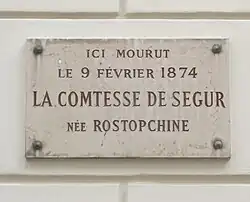 ICI MOURUT
LE 9 FÉVRIER 1874
LA COMTESSE DE SEGUR
NÉE ROSTOPCHINE